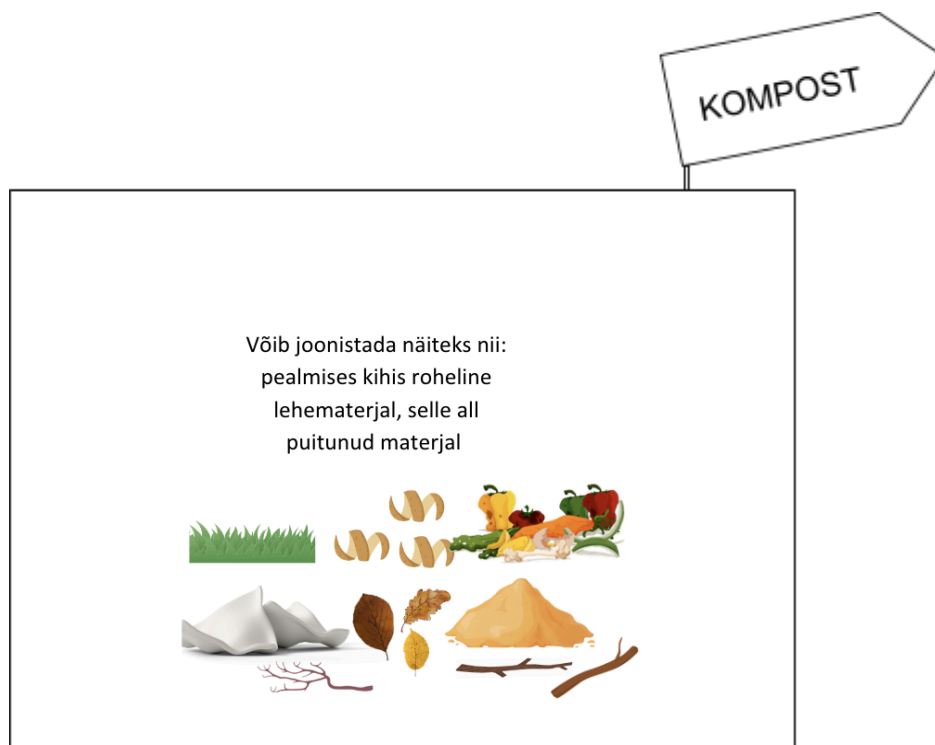 KOMPOST
Võib joonistada näiteks nii:
pealmises kihis roheline
lehematerjal, selle all
puitunud materjal